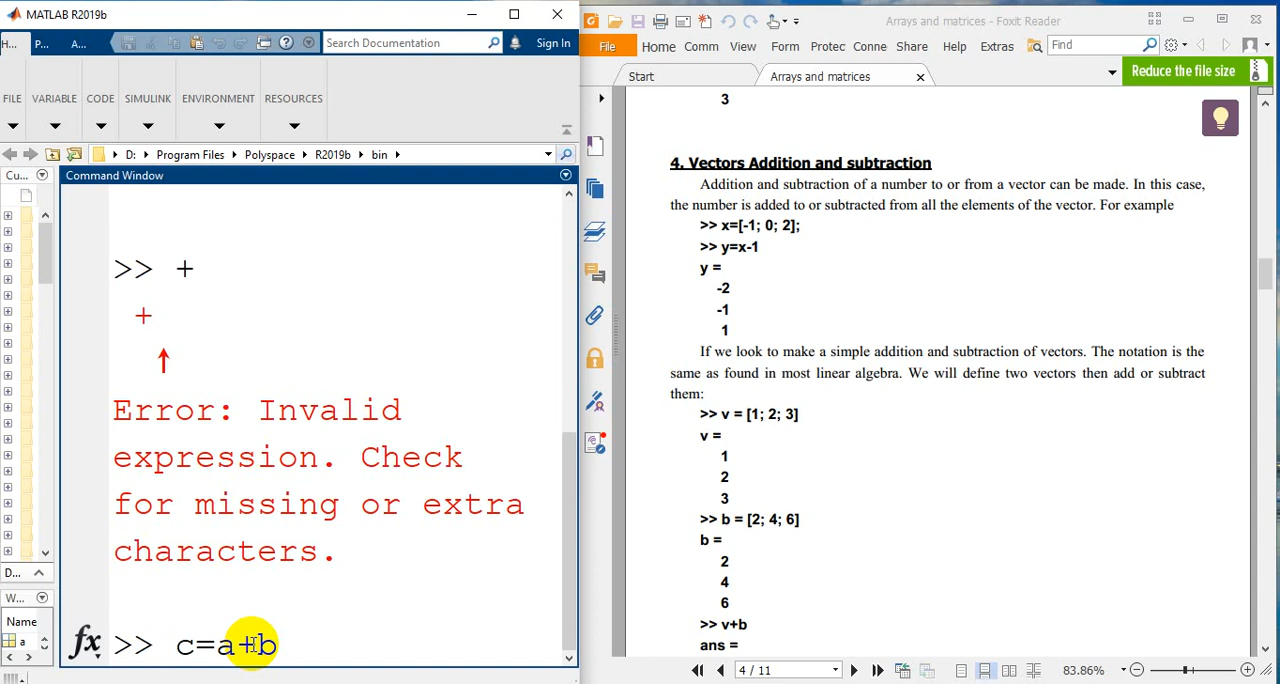 MATLAB R2019b
H... P... A... Search Documentation Sign In
FILE VARIABLE CODE SIMULINK ENVIRONMENT RESOURCES
D: Program Files Polyspace R2019b bin
Cu...
Command Window
>> +
+
Error: Invalid
expression. Check
for missing or extra
characters.
D...
W...
Name
a
fx >> c=a+b
Arrays and matrices - Foxit Reader
File Home Comm View Form Protec Conne Share Help Extras Find
Start Arrays and matrices Reduce the file size
3
4. Vectors Addition and subtraction
Addition and subtraction of a number to or from a vector can be made. In this case,
the number is added to or subtracted from all the elements of the vector. For example
>> x=[-1; 0; 2];
>> y=x-1
y =
-2
-1
1
If we look to make a simple addition and subtraction of vectors. The notation is the
same as found in most linear algebra. We will define two vectors then add or subtract
them:
>> v = [1; 2; 3]
v =
1
2
3
>> b = [2; 4; 6]
b =
2
4
6
>> v+b
ans =
4 / 11 83.86%